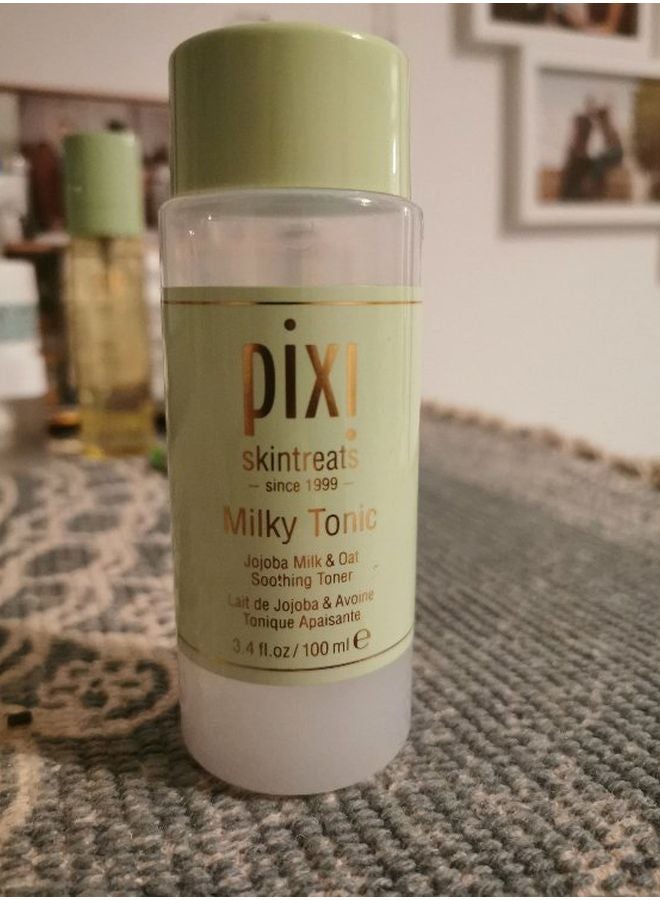 pixi
skintreats
– since 1999 –
Milky Tonic
Jojoba Milk & Oat
Soothing Toner
Lait de Jojoba & Avoine
Tonique Apaisante
3.4 fl.oz / 100 ml ℮